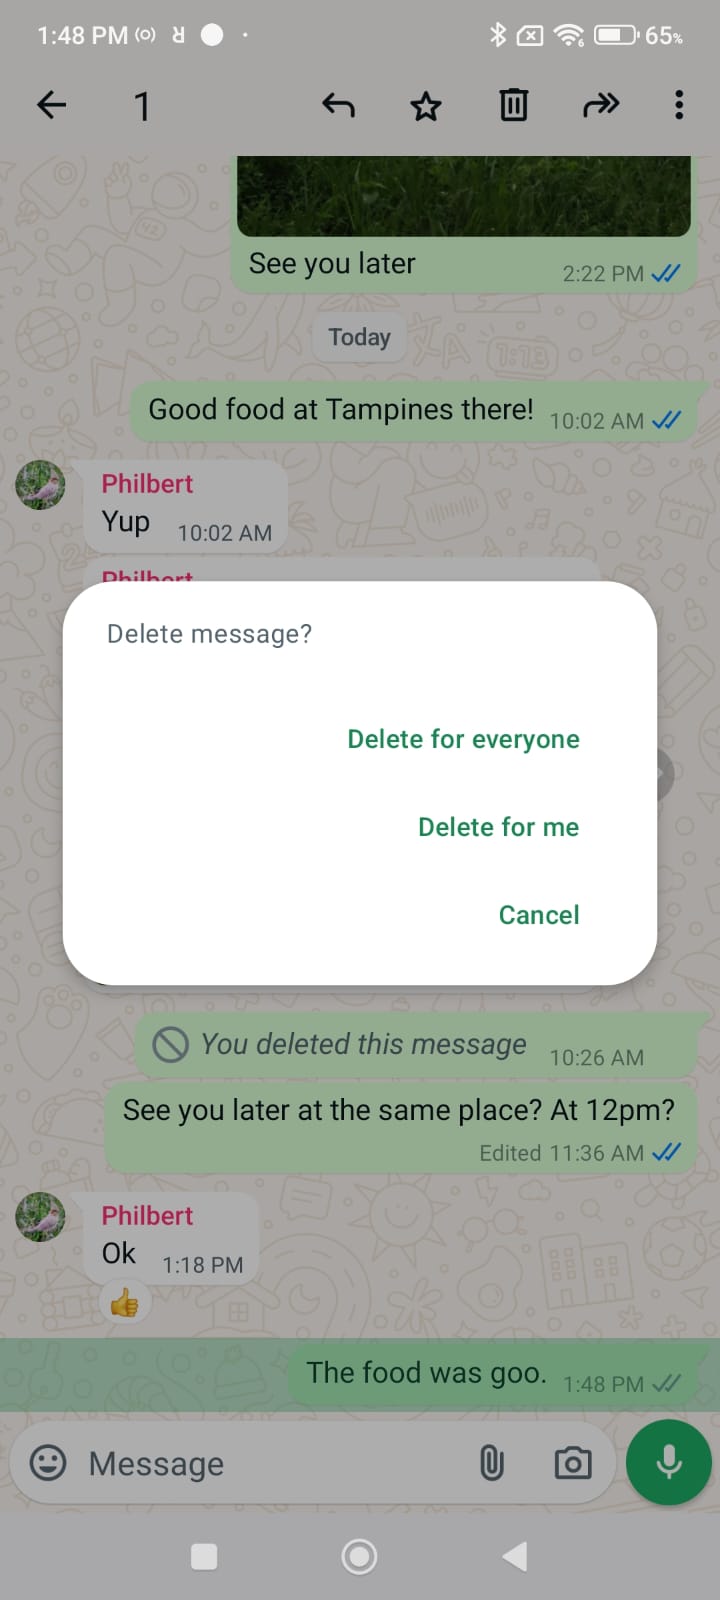 1:48 PM
65%
1
See you later
2:22 PM
Today
Good food at Tampines there!
10:02 AM
Philbert
Yup
10:02 AM
Philbert
Delete message?
Delete for everyone
Delete for me
Cancel
You deleted this message
10:26 AM
See you later at the same place? At 12pm?
Edited 11:36 AM
Philbert
Ok
1:18 PM
The food was goo.
1:48 PM
Message